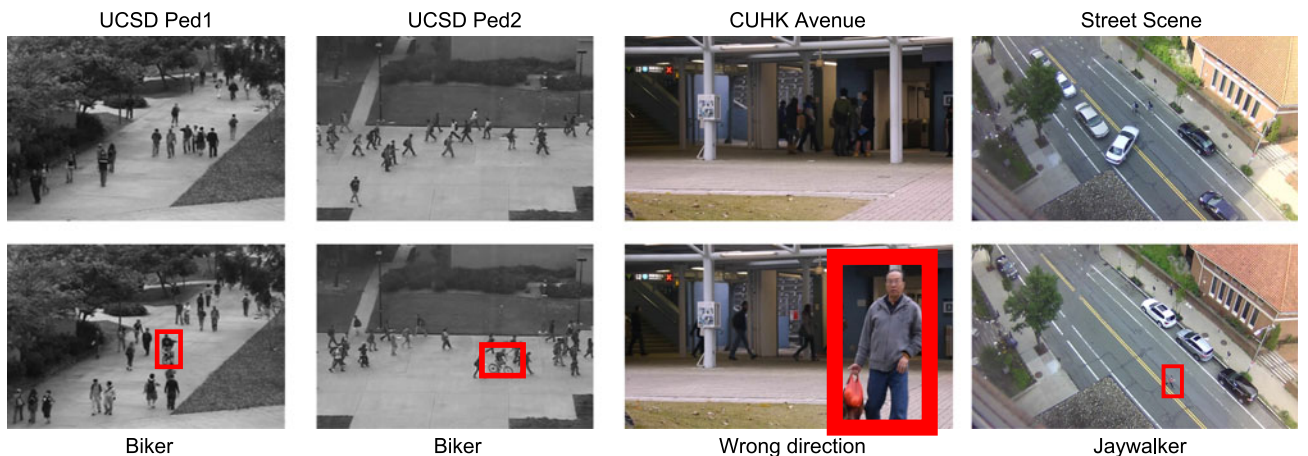 UCSD Ped1
UCSD Ped2
CUHK Avenue
Street Scene
Biker
Biker
Wrong direction
Jaywalker